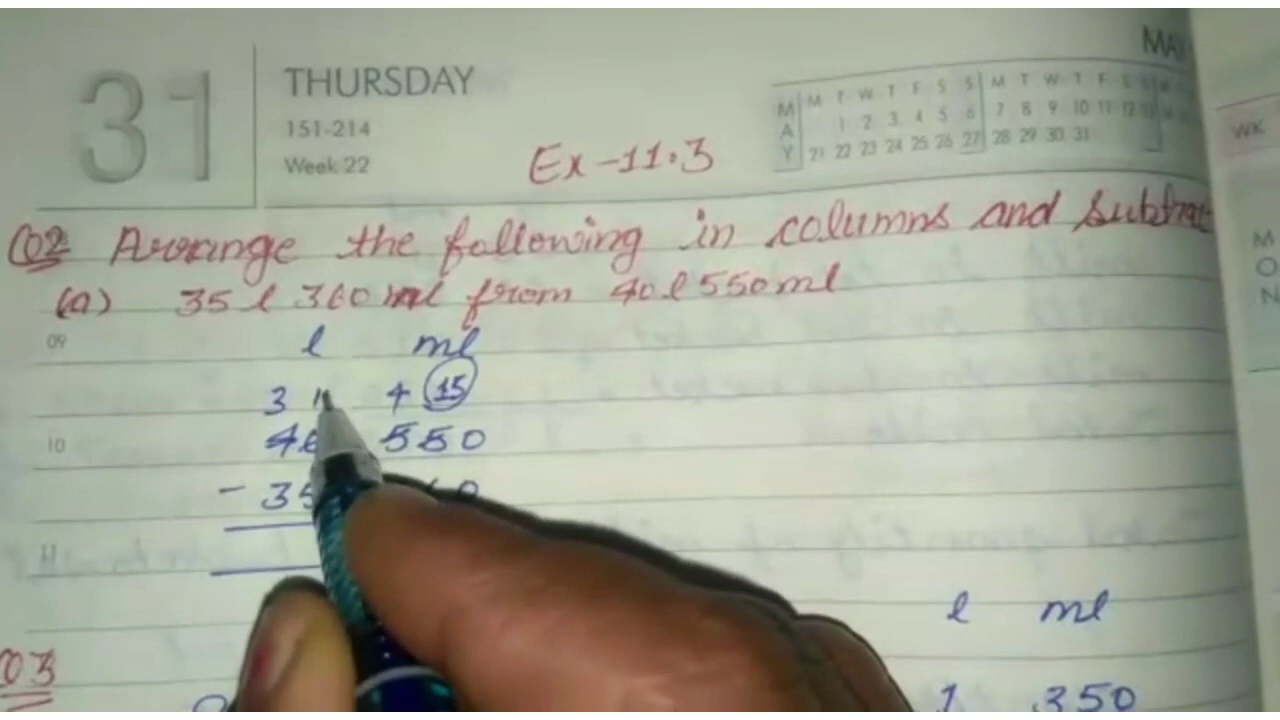 MAY
31 THURSDAY
151-214
Week 22
M A Y
M T W T F S S M T W T F S S
1 2 3 4 5 6 7 8 9 10 11 12 13
21 22 23 24 25 26 27 28 29 30 31
WK
M
O
N
Ex-11.3
Q2 Arrange the following in columns and subtract
(a) 35 l 360 ml from 40 l 550 ml
09
l ml
3 4 15
10
40 550
- 35 60
11
l ml
Q3
1 350